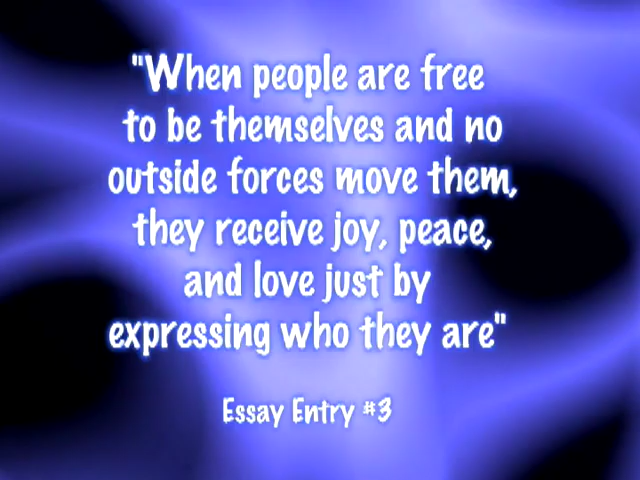 "When people are free
to be themselves and no
outside forces move them,
they receive joy, peace,
and love just by
expressing who they are"
Essay Entry #3